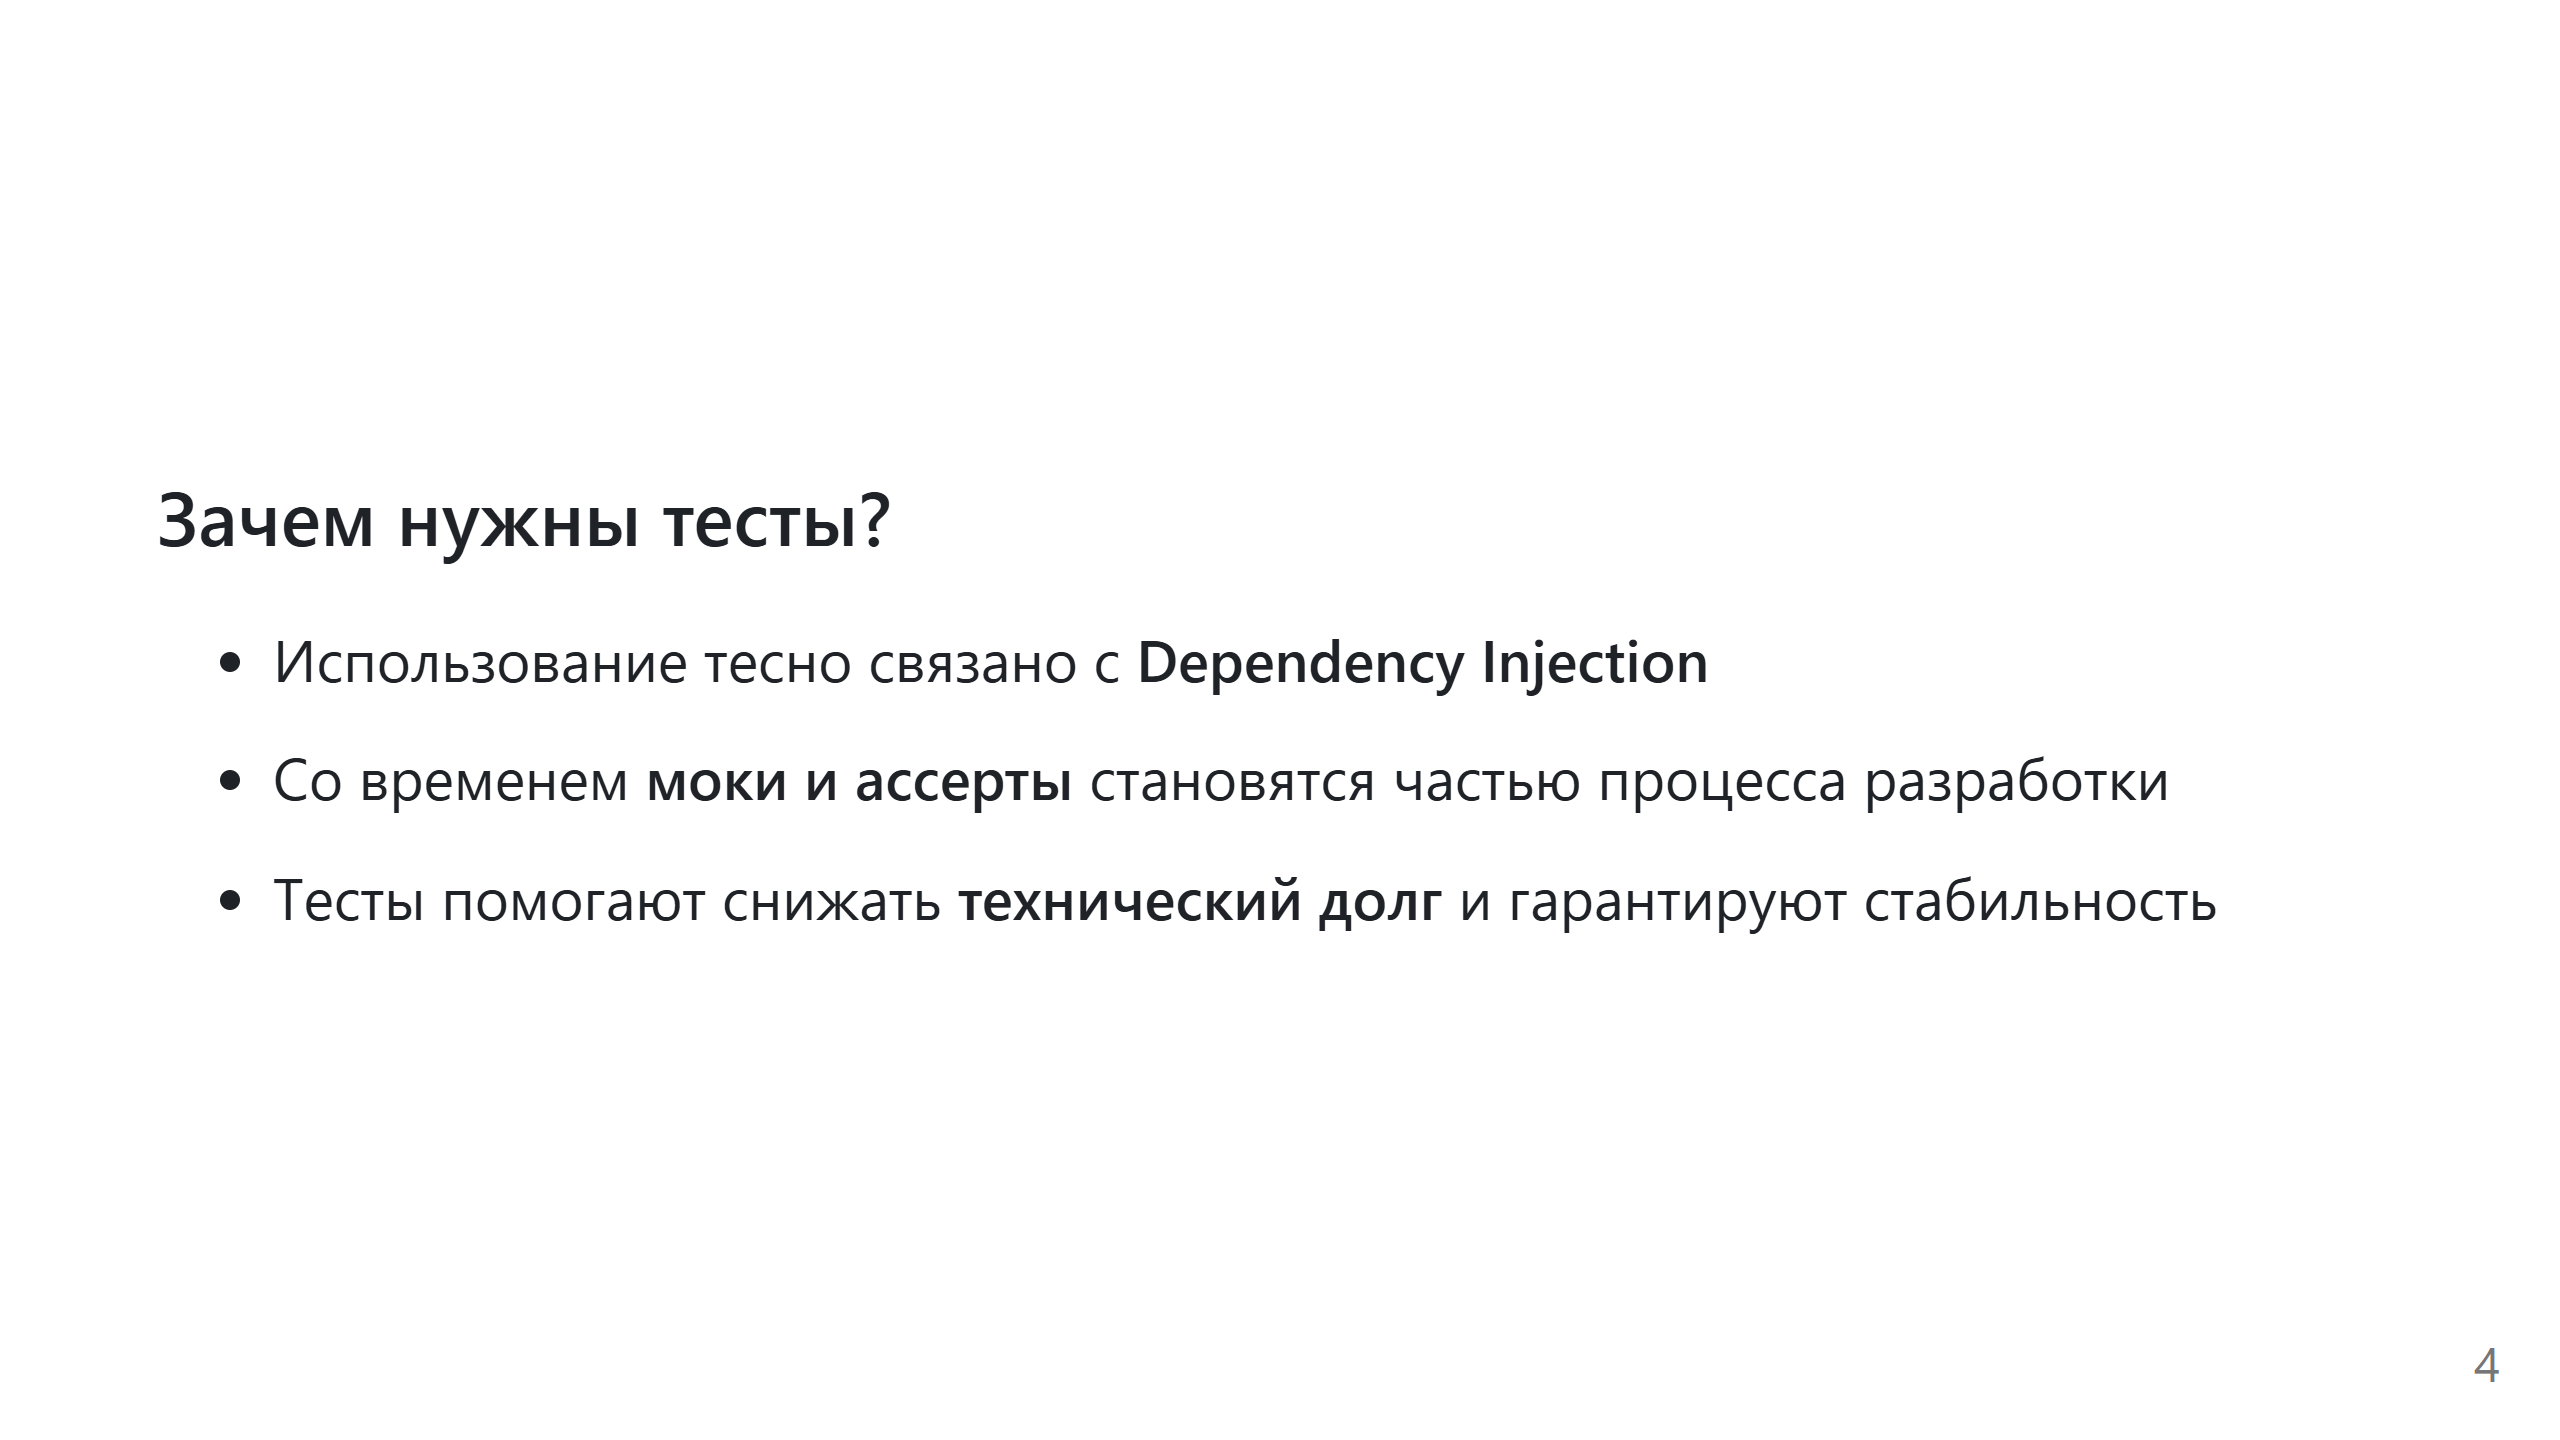 Зачем нужны тесты?
• Использование тесно связано с Dependency Injection
• Со временем моки и ассерты становятся частью процесса разработки
• Тесты помогают снижать технический долг и гарантируют стабильность
4